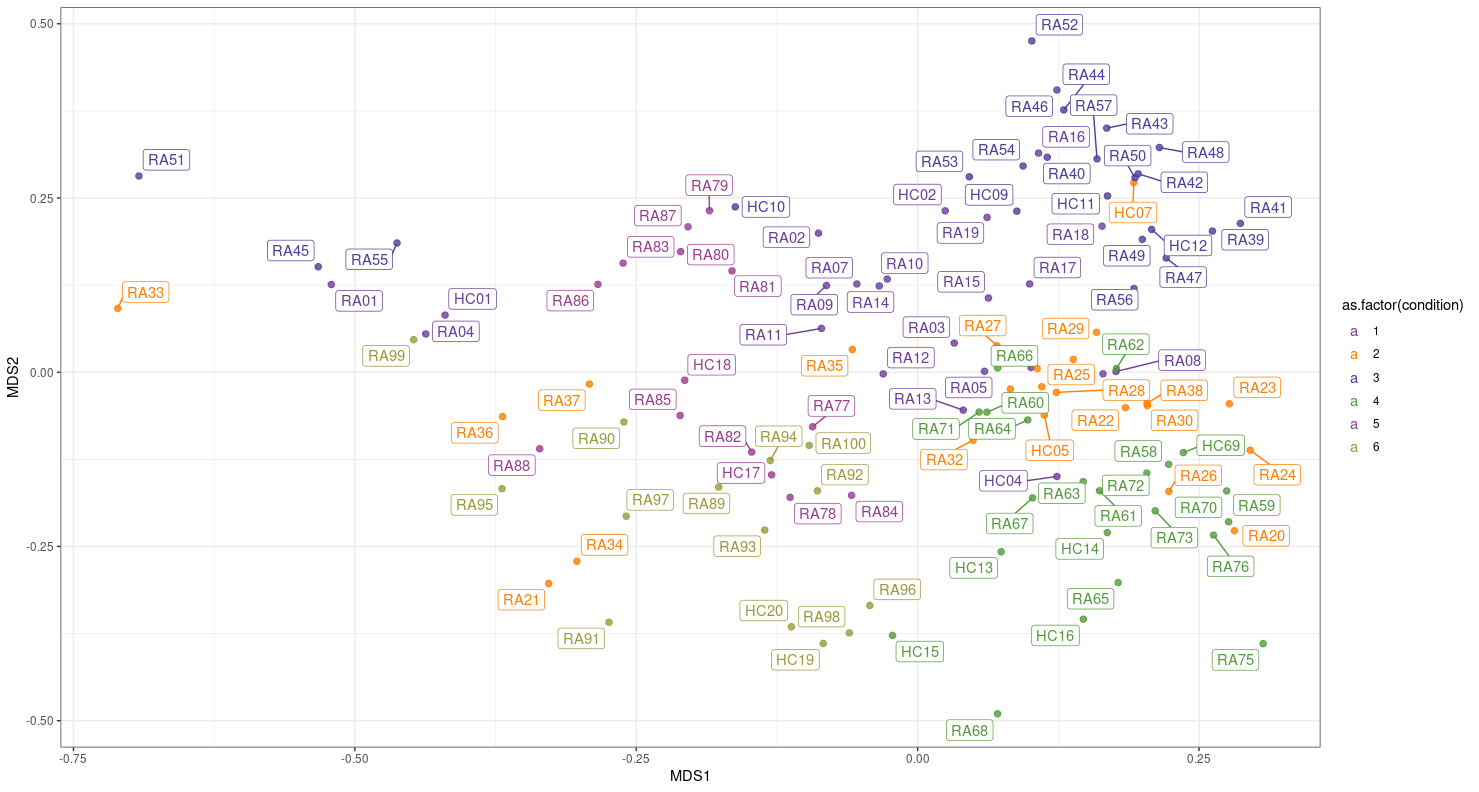 0.50
0.25
0.00
-0.25
-0.50
MDS2
RA52
RA44
RA46
RA57
RA43
RA16
RA48
RA54
RA50
RA53
RA51
RA40
RA42
RA79
HC02
HC09
HC11
HC10
RA41
RA87
HC07
RA19
RA18
RA02
RA39
RA83
HC12
RA45
RA80
RA49
RA55
RA07
RA10
RA17
RA47
RA15
RA81
RA33
HC01
RA86
RA01
RA09
RA14
RA56
RA04
RA11
RA03
RA27
RA29
RA62
RA99
HC18
RA12
RA66
RA08
RA35
RA25
RA05
RA37
RA85
RA13
RA28
RA38
RA23
RA77
RA60
RA22
RA30
RA36
RA90
RA82
RA94
RA71
RA64
RA100
HC05
HC69
RA88
RA32
RA58
HC17
RA92
HC04
RA26
RA24
RA63
RA72
RA95
RA97
RA89
RA78
RA84
RA67
RA61
RA70
RA59
RA34
RA93
RA73
RA20
HC14
HC13
RA76
RA21
RA96
RA65
HC20
RA98
RA91
HC16
HC19
HC15
RA75
RA68
-0.75
-0.50
-0.25
0.00
0.25
MDS1
as.factor(condition)
a 1
a 2
a 3
a 4
a 5
a 6